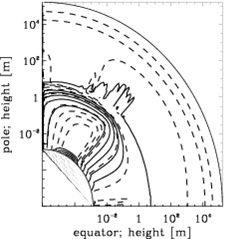 10⁴
10²
1
10⁻²
pole; height [m]
10⁻² 1 10² 10⁴
equator; height [m]